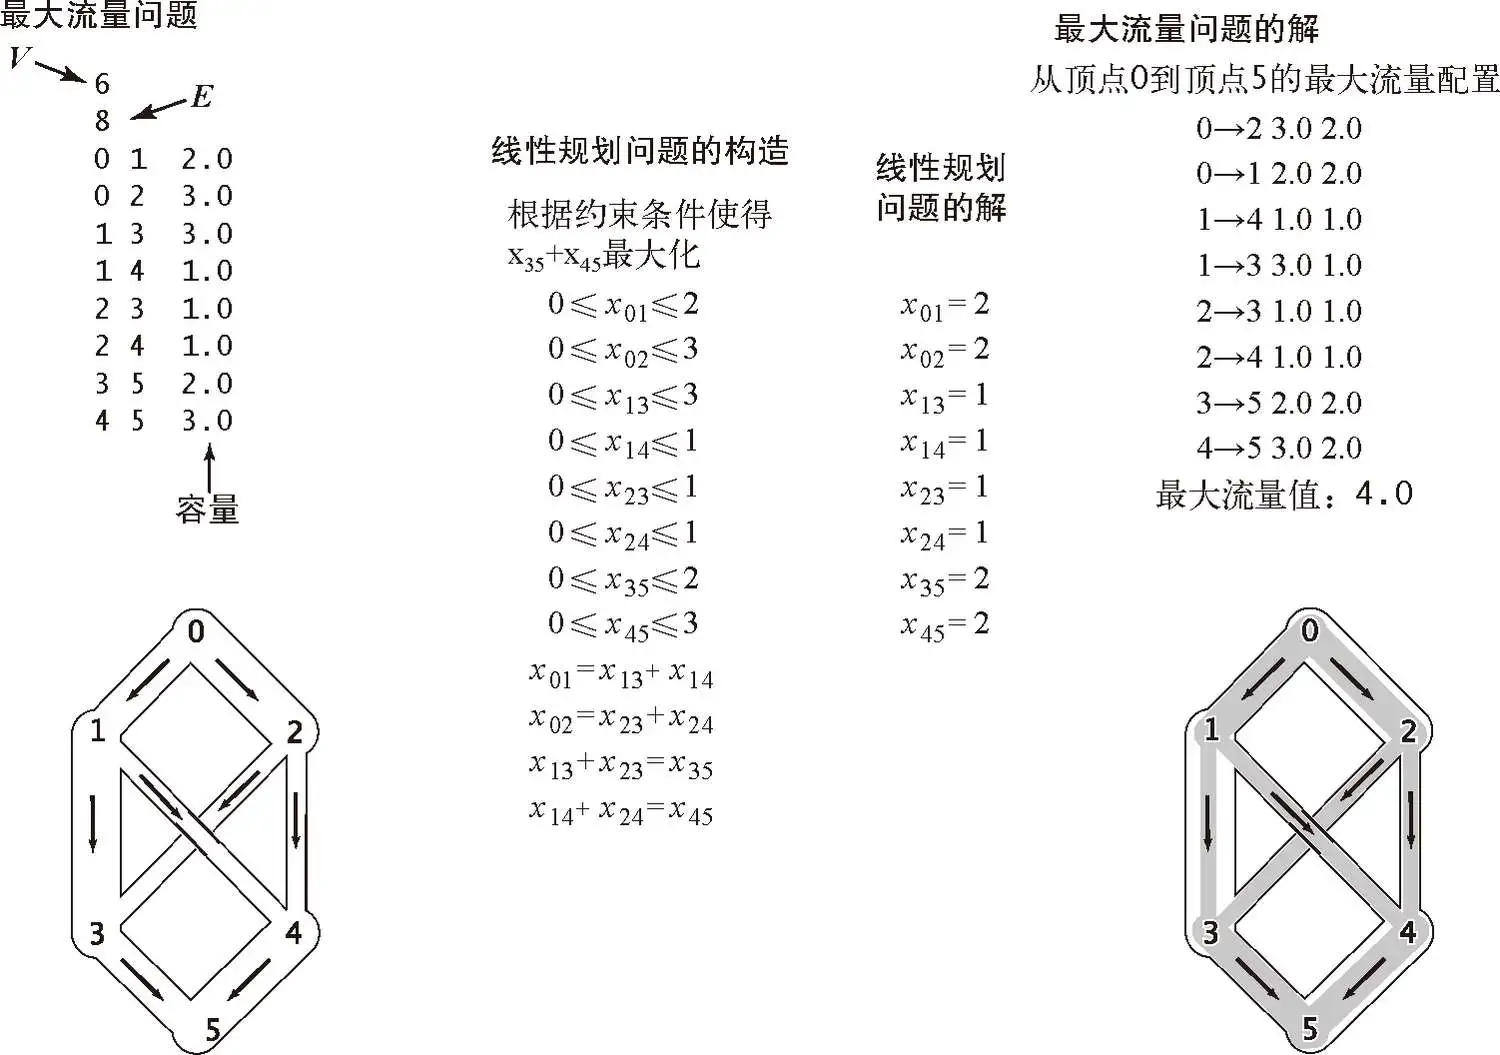 最大流量问题
V
6
E
8
0 1 2.0
0 2 3.0
1 3 3.0
1 4 1.0
2 3 1.0
2 4 1.0
3 5 2.0
4 5 3.0
容量
0
1
2
3
4
5
线性规划问题的构造
根据约束条件使得
x₃₅+x₄₅最大化
0≤x₀₁≤2
0≤x₀₂≤3
0≤x₁₃≤3
0≤x₁₄≤1
0≤x₂₃≤1
0≤x₂₄≤1
0≤x₃₅≤2
0≤x₄₅≤3
x₀₁=x₁₃+x₁₄
x₀₂=x₂₃+x₂₄
x₁₃+x₂₃=x₃₅
x₁₄+x₂₄=x₄₅
线性规划
问题的解
x₀₁=2
x₀₂=2
x₁₃=1
x₁₄=1
x₂₃=1
x₂₄=1
x₃₅=2
x₄₅=2
最大流量问题的解
从顶点0到顶点5的最大流量配置
0→2 3.0 2.0
0→1 2.0 2.0
1→4 1.0 1.0
1→3 3.0 1.0
2→3 1.0 1.0
2→4 1.0 1.0
3→5 2.0 2.0
4→5 3.0 2.0
最大流量值：4.0
0
1
2
3
4
5